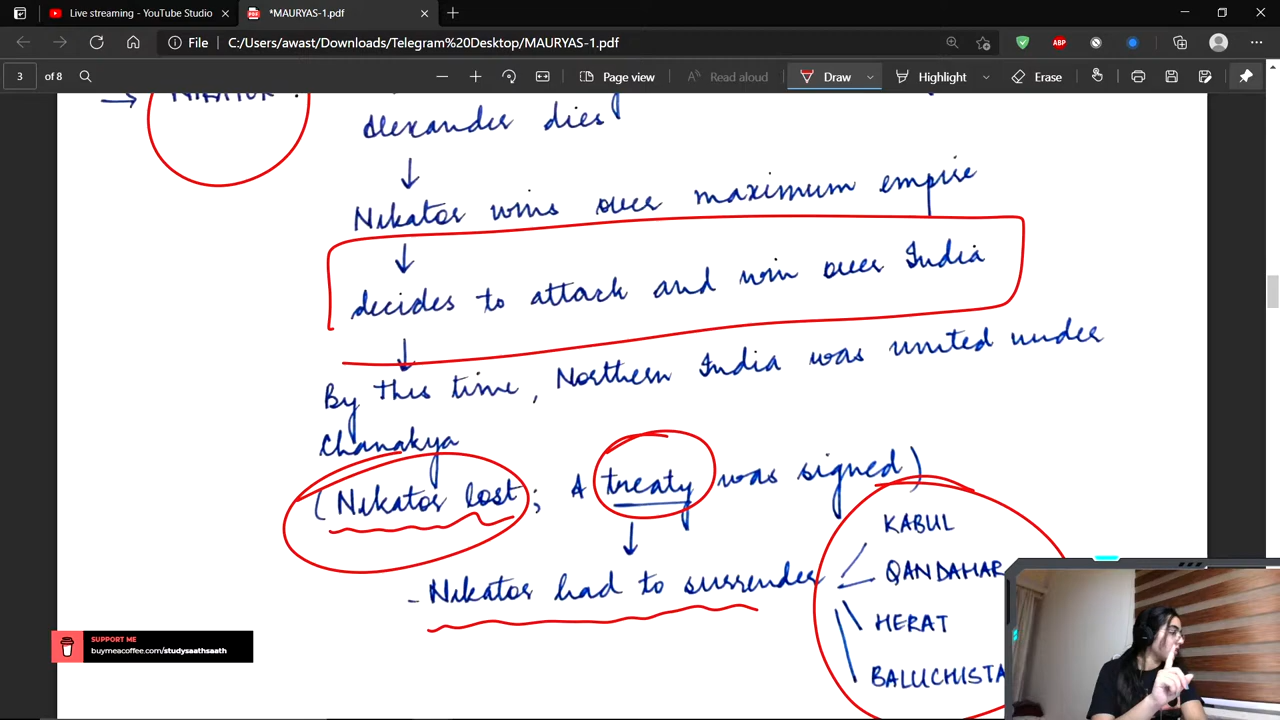 Live streaming - YouTube Studio
*MAURYAS-1.pdf
File
C:/Users/awast/Downloads/Telegram%20Desktop/MAURYAS-1.pdf
ABP
3 of 8
Page view
Read aloud
Draw
Highlight
Erase
Alexander dies
Nikator wins over maximum empire
decides to attack and win over India
By this time, Northern India was united under
Chanakya
(Nikator lost; A treaty was signed)
- Nikator had to surrender
KABUL
QANDAHAR
HERAT
BALUCHISTA
SUPPORT ME
buymeacoffee.com/studysaathsaath